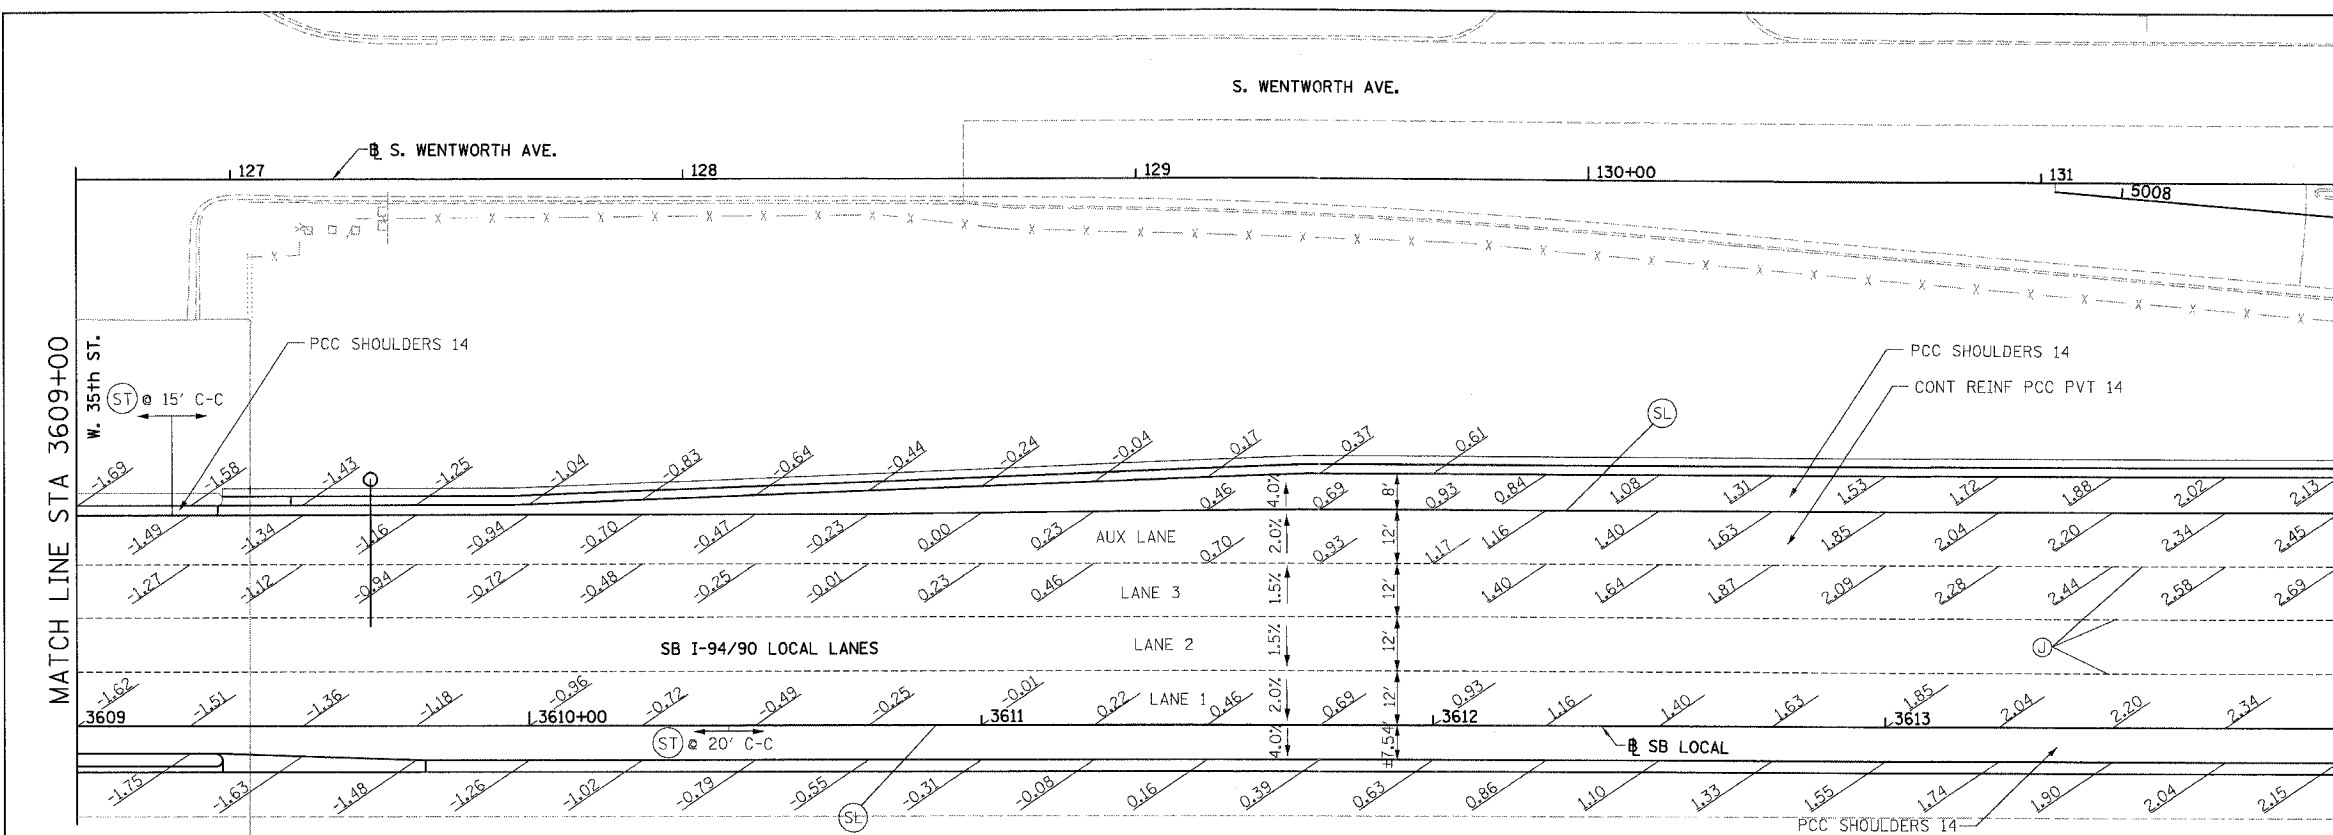 S. WENTWORTH AVE.
℄ S. WENTWORTH AVE.
127 128 129 130+00 131
5008
MATCH LINE STA 3609+00
W. 35th ST.
PCC SHOULDERS 14
PCC SHOULDERS 14
CONT REINF PCC PVT 14
ST @ 15' C-C
SL
-1.69 -1.58 -1.43 -1.25 -1.04 -0.83 -0.64 -0.44 -0.24 -0.04 0.17 0.37 0.61
0.46 0.69 0.93 0.84 1.08 1.31 1.53 1.72 1.88 2.02 2.13
4.0% 8'
-1.49 -1.34 -1.16 -0.94 -0.70 -0.47 -0.23 0.00 0.23 AUX LANE 0.70 2.0% 0.93 12' 1.17 1.16 1.40 1.63 1.85 2.04 2.20 2.34 2.45
-1.27 -1.12 -0.94 -0.72 -0.48 -0.25 -0.01 0.23 0.46 LANE 3 1.5% 12' 1.40 1.64 1.87 2.09 2.28 2.44 2.58 2.69
SB I-94/90 LOCAL LANES LANE 2 1.5% 12' J
-1.62 -1.51 -1.36 -1.18 -0.96 -0.72 -0.49 -0.25 -0.01 0.22 LANE 1 0.46 2.0% 0.69 12' 0.93 1.16 1.40 1.63 1.85 2.04 2.20 2.34
3609 3610+00 3611 3612 3613
ST @ 20' C-C 4.0% ±7.54' ℄ SB LOCAL
-1.75 -1.63 -1.48 -1.26 -1.02 -0.79 -0.55 -0.31 -0.08 0.16 0.39 0.63 0.86 1.10 1.33 1.55 1.74 1.90 2.04 2.15
SL
PCC SHOULDERS 14